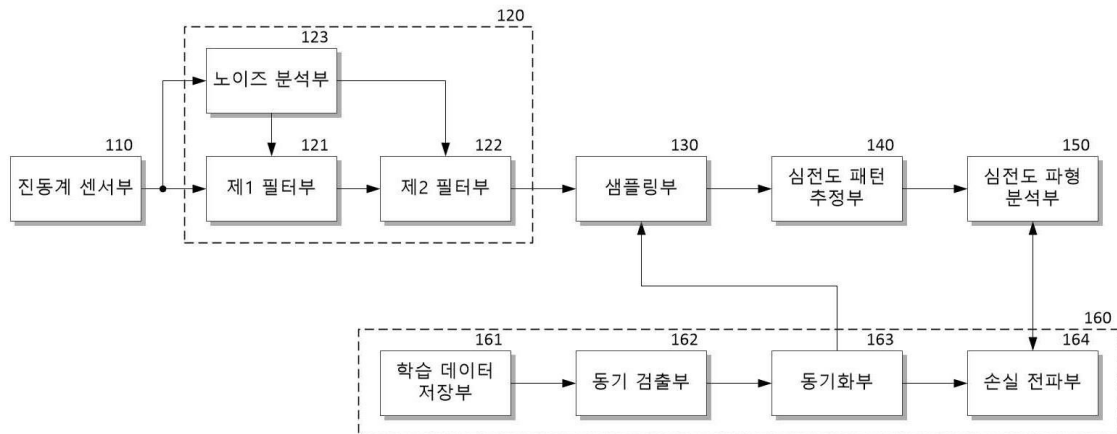 120
123
노이즈 분석부
110
진동계 센서부
121
제1 필터부
122
제2 필터부
130
샘플링부
140
심전도 패턴
추정부
150
심전도 파형
분석부
160
161
학습 데이터
저장부
162
동기 검출부
163
동기화부
164
손실 전파부